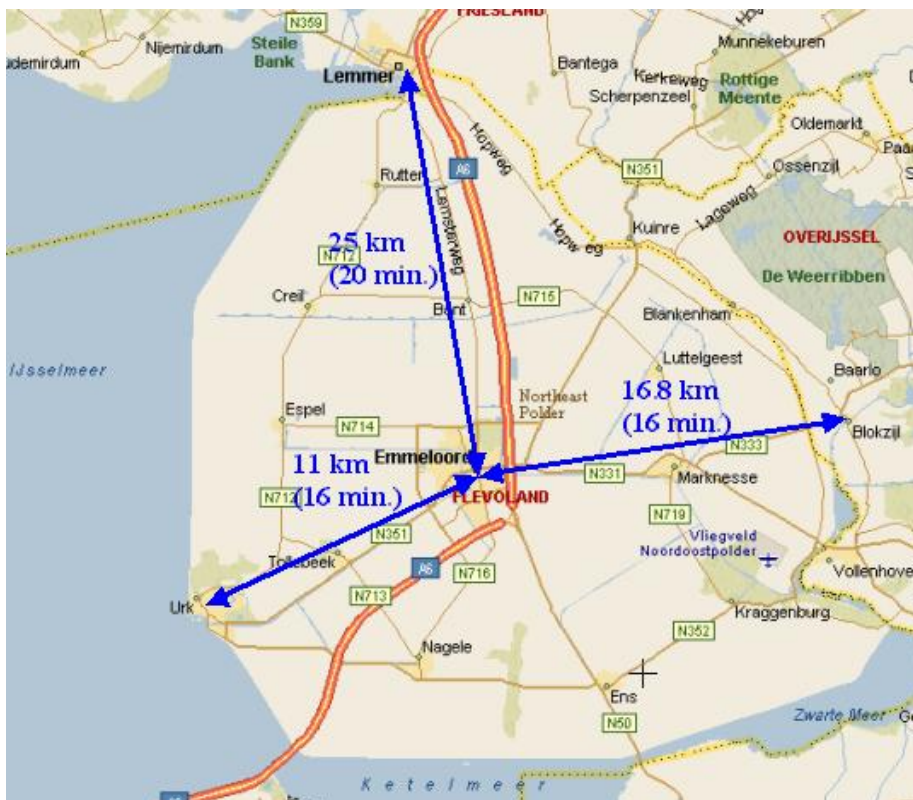 FRIESLAND
N359
Nijemirdum
udemirdum
Steile
Bank
Lemmer
Bantega
Munnekeburen
Kerkeweg
Scherpenzeel
Rottige
Meente
Oldemarkt
Paa
Hopweg
A6
N351
Ossenzijl
Rutten
Lemsterweg
Lageweg
Hopweg
Kuinre
OVERIJSSEL
25 km
(20 min.)
N712
De Weerribben
Creil
Bant
N715
Blankenham
IJsselmeer
Luttelgeest
Baarlo
16.8 km
(16 min.)
Northeast
Polder
Espel
N714
Blokzijl
N333
Emmeloord
11 km
(16 min.)
N331
Marknesse
N712
FLEVOLAND
N719
N351
Vliegveld
Noordoostpolder
Tollebeek
A6
N716
Vollenhove
N713
Urk
Kraggenburg
N352
Nagele
Ens
N50
Zwarte Meer
Ge
Ketelmeer
A6